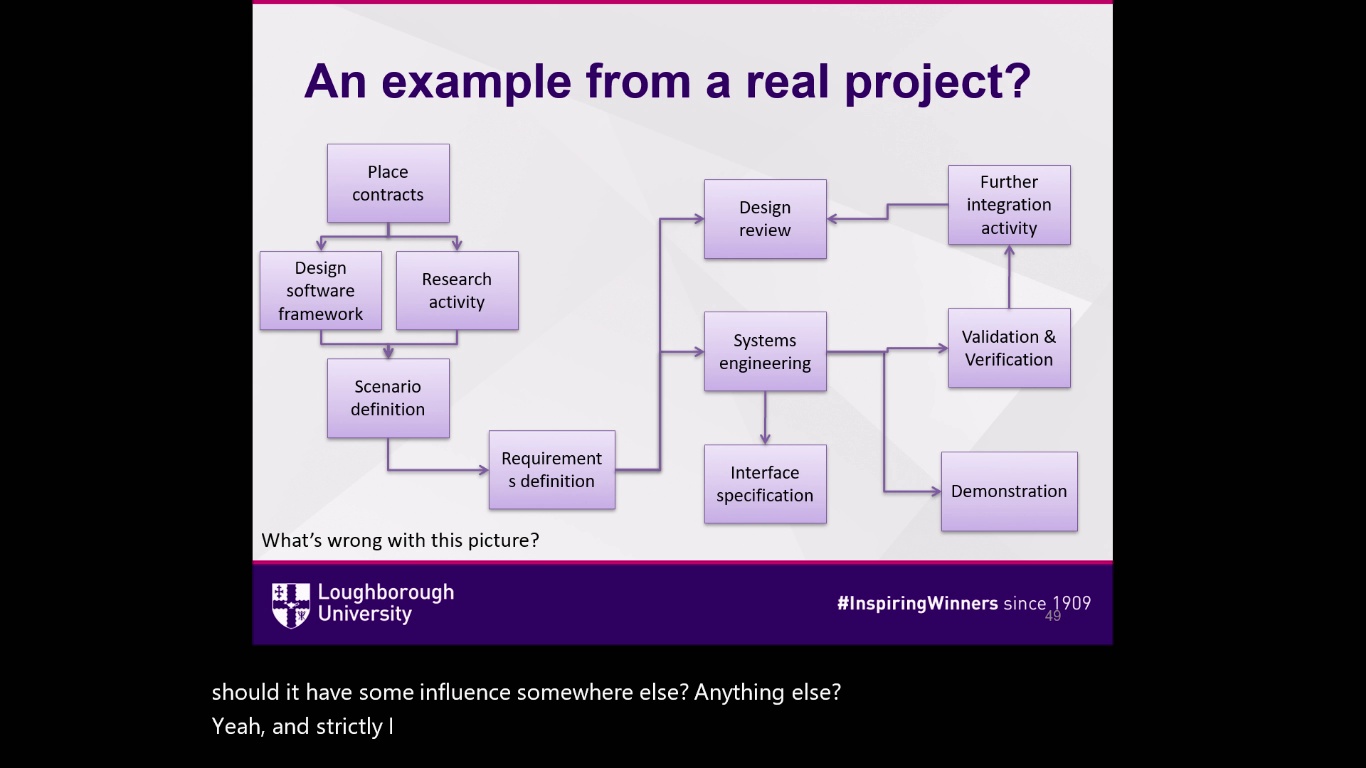 An example from a real project?
Place
contracts
Design
software
framework
Research
activity
Scenario
definition
Requirement
s definition
Design
review
Systems
engineering
Interface
specification
Further
integration
activity
Validation &
Verification
Demonstration
What's wrong with this picture?
Loughborough
University
#InspiringWinners since 1909
49
should it have some influence somewhere else? Anything else?
Yeah, and strictly I